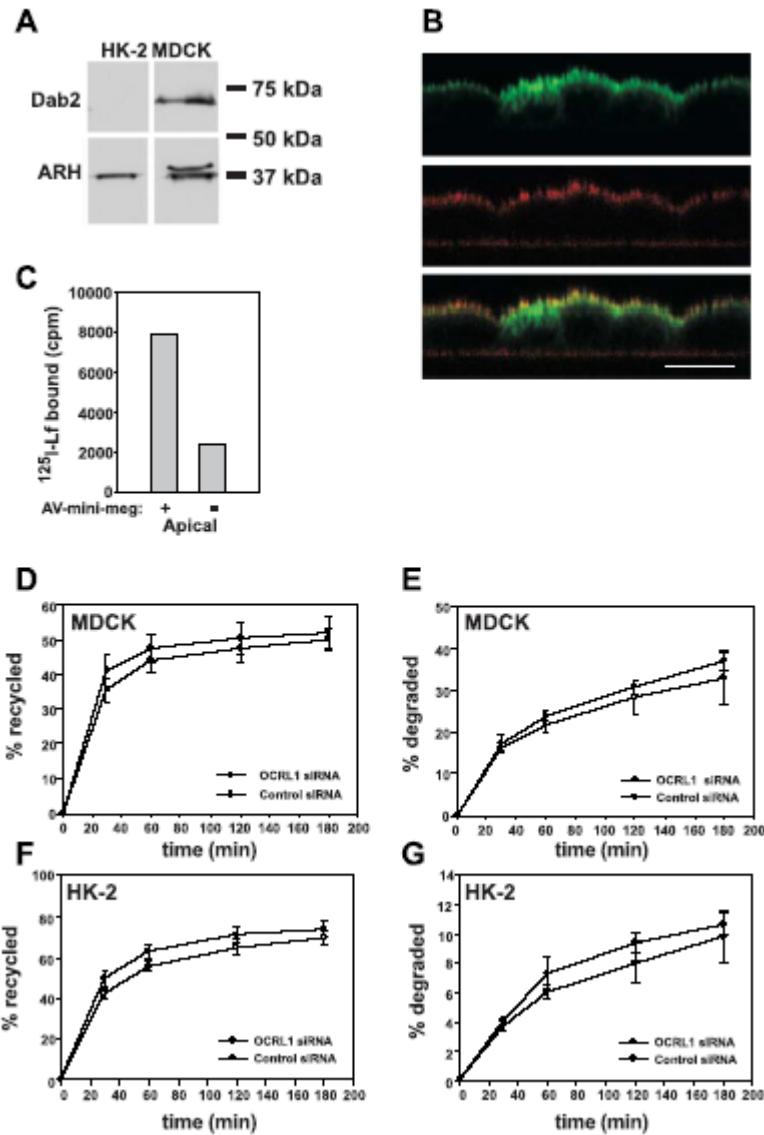 A
HK-2 MDCK
Dab2
75 kDa
50 kDa
ARH
37 kDa
B
C
10000
8000
6000
4000
2000
0
125I-Lf bound (cpm)
AV-mini-meg: + -
Apical
D
MDCK
60
50
40
30
20
10
0
% recycled
OCRL1 siRNA
Control siRNA
0 20 40 60 80 100 120 140 160 180 200
time (min)
E
MDCK
50
40
30
20
10
0
% degraded
OCRL1 siRNA
Control siRNA
0 20 40 60 80 100 120 140 160 180 200
time (min)
F
HK-2
100
80
60
40
20
0
% recycled
OCRL1 siRNA
Control siRNA
0 20 40 60 80 100 120 140 160 180 200
time (min)
G
HK-2
14
12
10
8
6
4
2
0
% degraded
OCRL1 siRNA
Control siRNA
0 20 40 60 80 100 120 140 160 180 200
time (min)